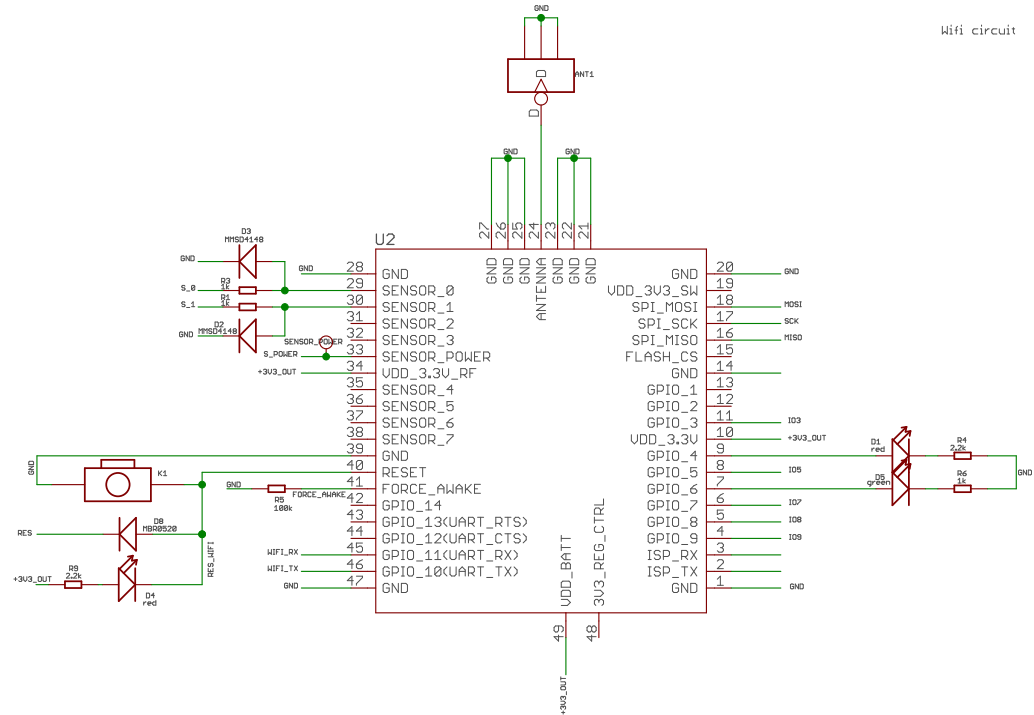 GND
Wifi circuit
D
ANT1
D
GND
GND
27
26
25
24
23
22
21
U2
GND
GND
GND
ANTENNA
GND
GND
GND
D3
MMSD4148
GND
GND
28
GND
R3
1k
S_0
29
SENSOR_0
R1
1k
S_1
30
SENSOR_1
31
SENSOR_2
D2
MMSD4148
GND
32
SENSOR_3
SENSOR_POWER
S_POWER
33
SENSOR_POWER
+3V3_OUT
34
VDD_3.3V_RF
35
SENSOR_4
36
SENSOR_5
37
SENSOR_6
38
SENSOR_7
39
GND
GND
K1
40
RESET
GND
R5
100k
FORCE_AWAKE
41
FORCE_AWAKE
42
GPIO_14
43
GPIO_13(UART_RTS)
44
GPIO_12(UART_CTS)
WIFI_RX
45
GPIO_11(UART_RX)
WIFI_TX
46
GPIO_10(UART_TX)
GND
47
GND
RES
D8
MBR0520
RES_WIFI
+3V3_OUT
R9
2.2k
D4
red
GND
20
GND
VDD_3V3_SW
19
SPI_MOSI
18
MOSI
SPI_SCK
17
SCK
SPI_MISO
16
MISO
FLASH_CS
15
GND
14
GPIO_1
13
GPIO_2
12
GPIO_3
11
IO3
VDD_3.3V
10
+3V3_OUT
GPIO_4
9
D1
red
R4
2.2k
GPIO_5
8
IO5
GND
GPIO_6
7
D5
green
R6
1k
GPIO_7
6
IO7
GPIO_8
5
IO8
GPIO_9
4
IO9
ISP_RX
3
ISP_TX
2
GND
1
GND
VDD_BATT
3V3_REG_CTRL
49
48
+3V3_OUT